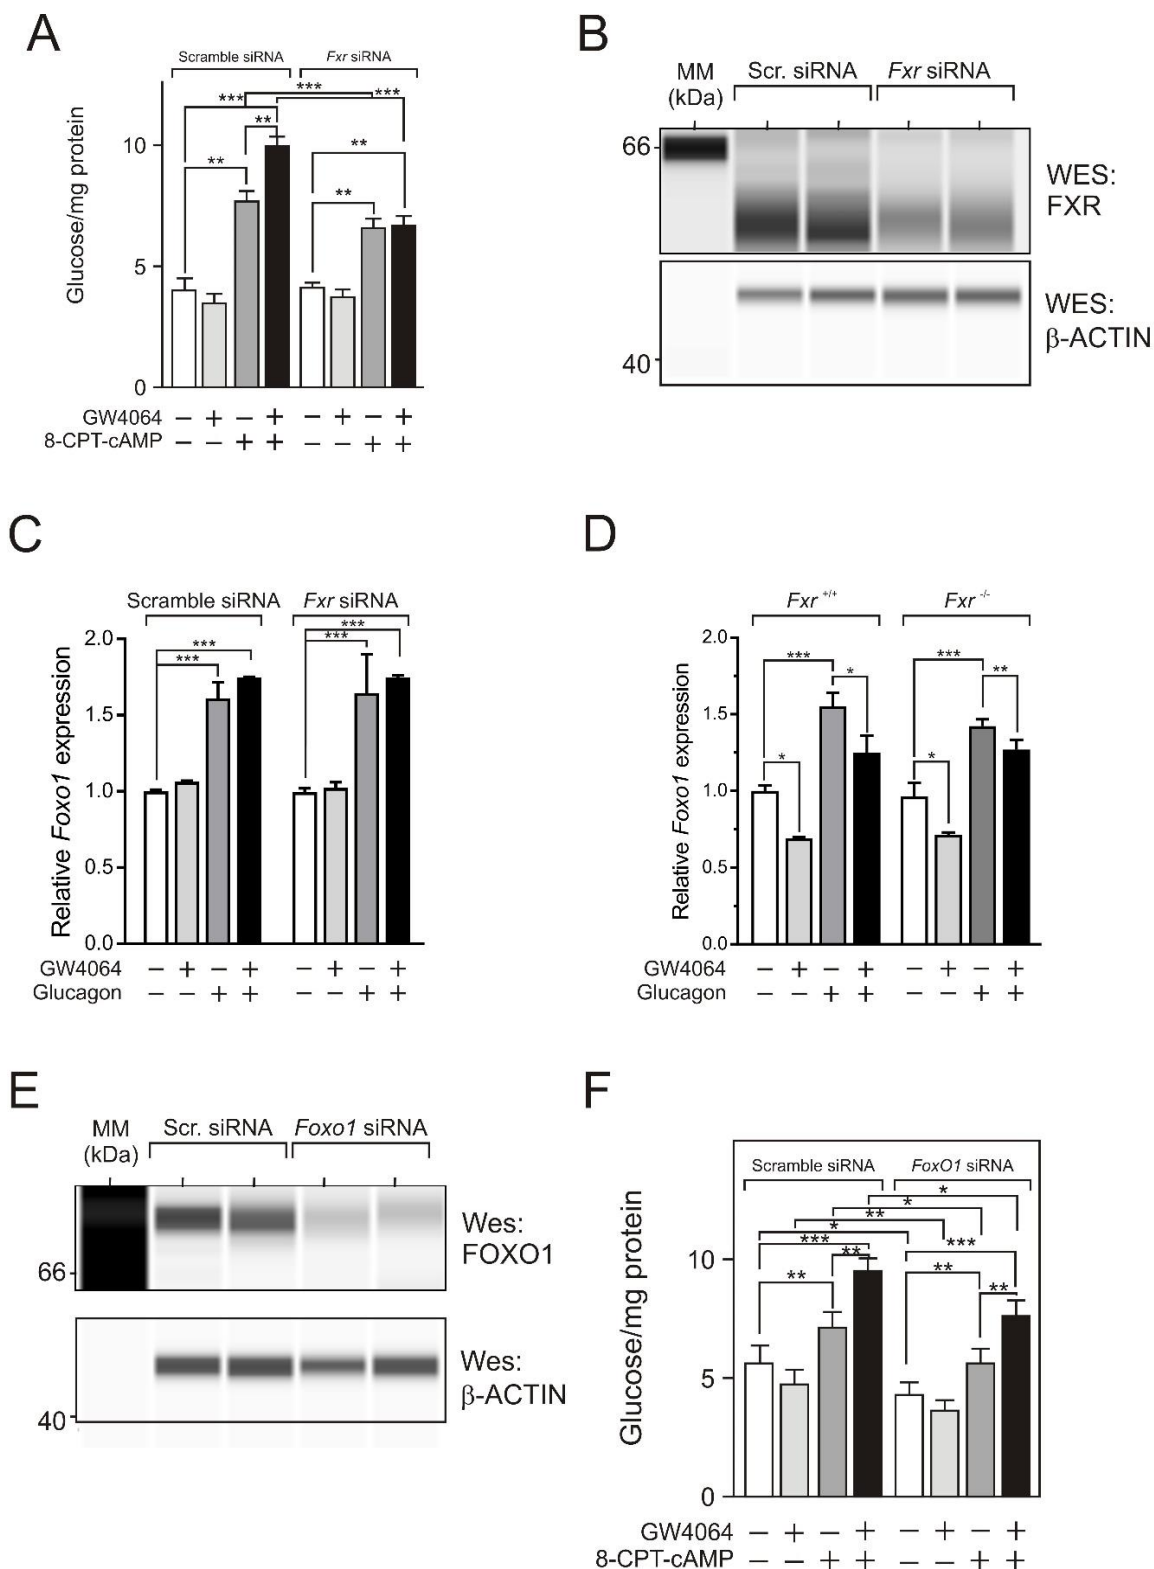 A
Scramble siRNA Fxr siRNA
*** *** ***
** **
** **
Glucose/mg protein
10
5
0
GW4064 – + – + – + – +
8-CPT-cAMP – – + + – – + +
B
MM Scr. siRNA Fxr siRNA
(kDa)
66
WES:
FXR
WES:
β-ACTIN
40
C
Scramble siRNA Fxr siRNA
*** ***
*** ***
Relative Foxo1 expression
2.0
1.5
1.0
0.5
0.0
GW4064 – + – + – + – +
Glucagon – – + + – – + +
D
Fxr +/+ Fxr -/-
*** * *** **
* *
Relative Foxo1 expression
2.0
1.5
1.0
0.5
0.0
GW4064 – + – + – + – +
Glucagon – – + + – – + +
E
MM Scr. siRNA Foxo1 siRNA
(kDa)
Wes:
FOXO1
66
Wes:
β-ACTIN
40
F
Scramble siRNA FoxO1 siRNA
*
*
**
*
*** ***
**
** **
**
Glucose/mg protein
10
5
0
GW4064 – + – + – + – +
8-CPT-cAMP – – + + – – + +